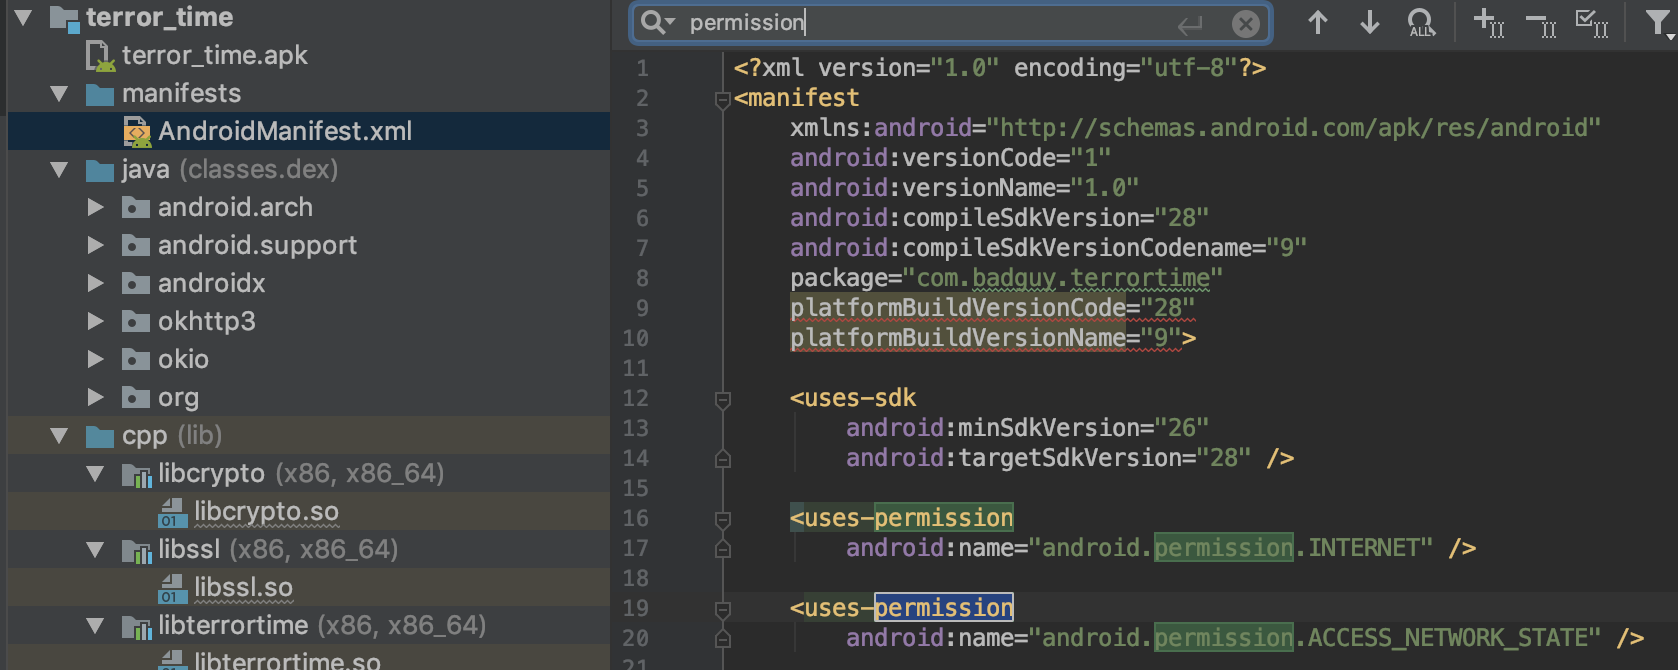 terror_time
terror_time.apk
manifests
AndroidManifest.xml
java (classes.dex)
android.arch
android.support
androidx
okhttp3
okio
org
cpp (lib)
libcrypto (x86, x86_64)
libcrypto.so
libssl (x86, x86_64)
libssl.so
libterrortime (x86, x86_64)
libterrortime.so
permission
ALL
1 <?xml version="1.0" encoding="utf-8"?>
2 <manifest
3 xmlns:android="http://schemas.android.com/apk/res/android"
4 android:versionCode="1"
5 android:versionName="1.0"
6 android:compileSdkVersion="28"
7 android:compileSdkVersionCodename="9"
8 package="com.badguy.terrortime"
9 platformBuildVersionCode="28"
10 platformBuildVersionName="9">
11
12 <uses-sdk
13 android:minSdkVersion="26"
14 android:targetSdkVersion="28" />
15
16 <uses-permission
17 android:name="android.permission.INTERNET" />
18
19 <uses-permission
20 android:name="android.permission.ACCESS_NETWORK_STATE" />
21